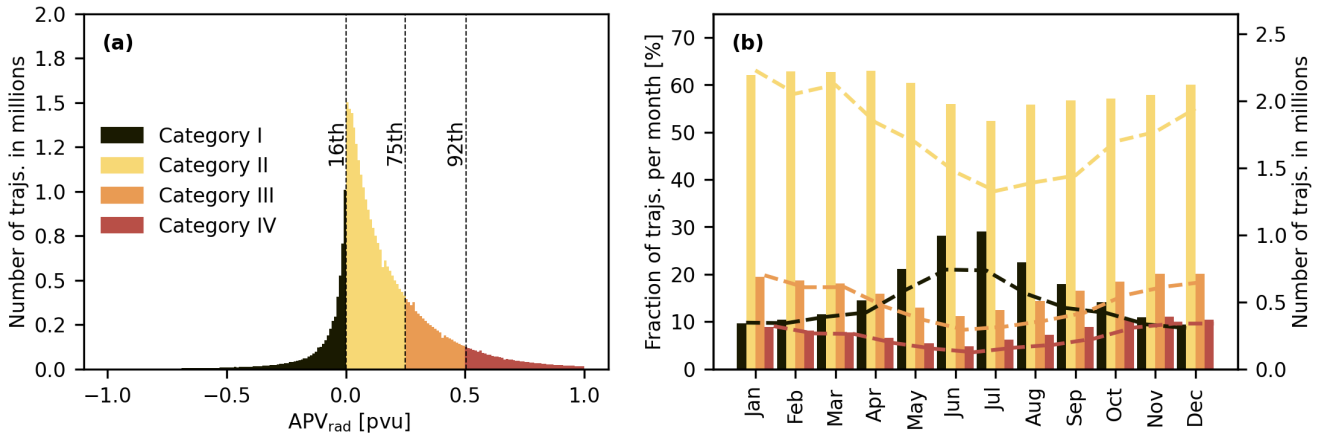 (a)
Number of trajs. in millions
2.0
1.8
1.5
1.2
1.0
0.8
0.5
0.2
0.0
16th
75th
92th
Category I
Category II
Category III
Category IV
−1.0
−0.5
0.0
0.5
1.0
APVrad [pvu]
(b)
Fraction of trajs. per month [%]
70
60
50
40
30
20
10
0
2.5
2.0
1.5
1.0
0.5
0.0
Number of trajs. in millions
Jan
Feb
Mar
Apr
May
Jun
Jul
Aug
Sep
Oct
Nov
Dec